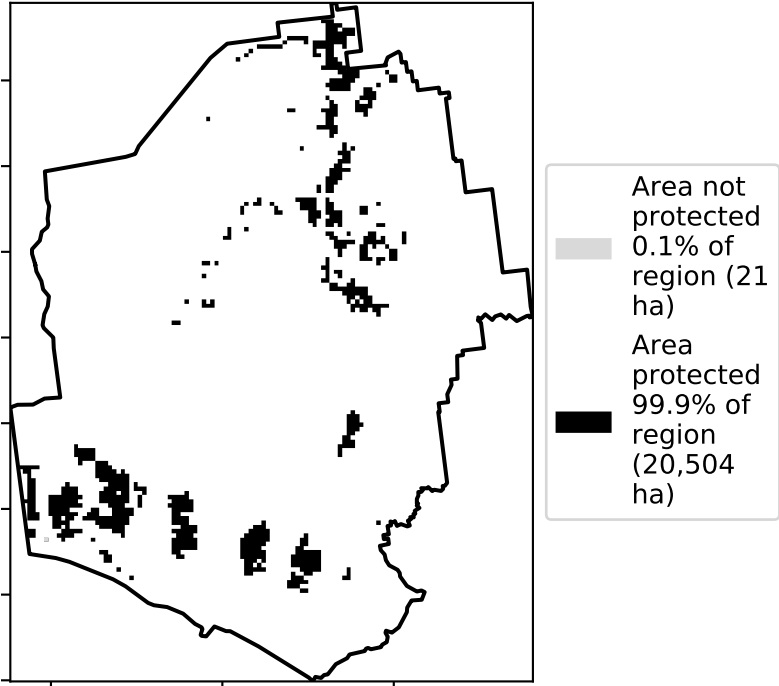 Area not
protected
0.1% of
region (21
ha)
Area
protected
99.9% of
region
(20,504
ha)